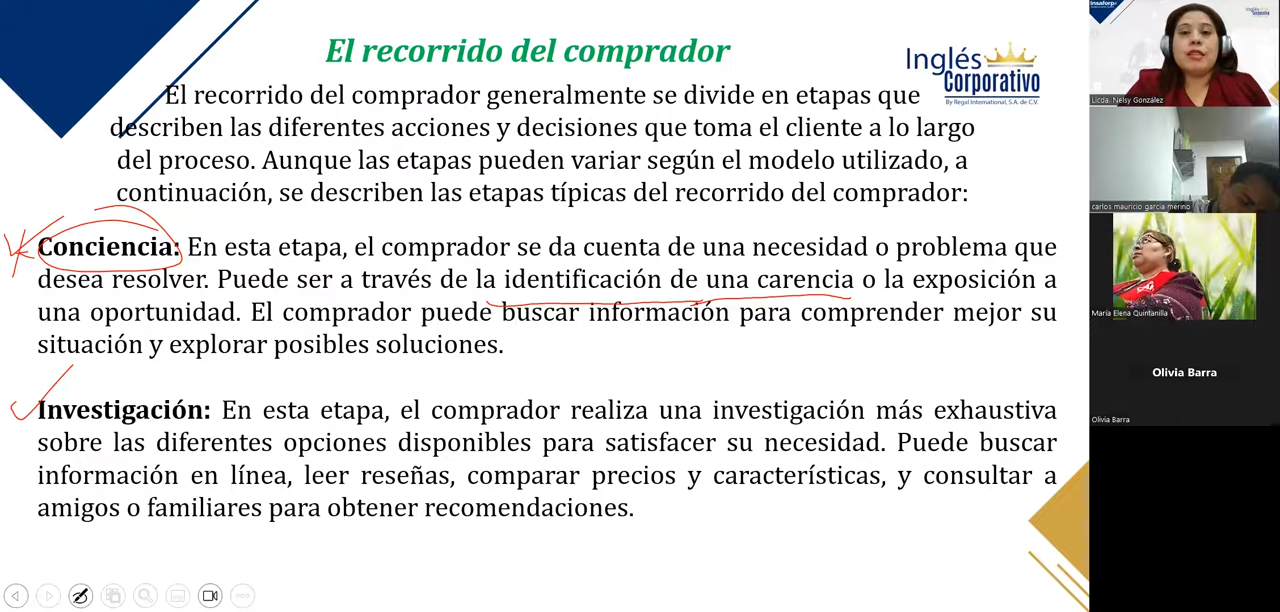 El recorrido del comprador
Inglés
Corporativo
By Regal International, S.A. de C.V.
El recorrido del comprador generalmente se divide en etapas que
describen las diferentes acciones y decisiones que toma el cliente a lo largo
del proceso. Aunque las etapas pueden variar según el modelo utilizado, a
continuación, se describen las etapas típicas del recorrido del comprador:
Conciencia: En esta etapa, el comprador se da cuenta de una necesidad o problema que
desea resolver. Puede ser a través de la identificación de una carencia o la exposición a
una oportunidad. El comprador puede buscar información para comprender mejor su
situación y explorar posibles soluciones.
Investigación: En esta etapa, el comprador realiza una investigación más exhaustiva
sobre las diferentes opciones disponibles para satisfacer su necesidad. Puede buscar
información en línea, leer reseñas, comparar precios y características, y consultar a
amigos o familiares para obtener recomendaciones.
Insaforp
Licda. Nelsy González
carlos mauricio garcia merino
María Elena Quintanilla
Olivia Barra
Olivia Barra